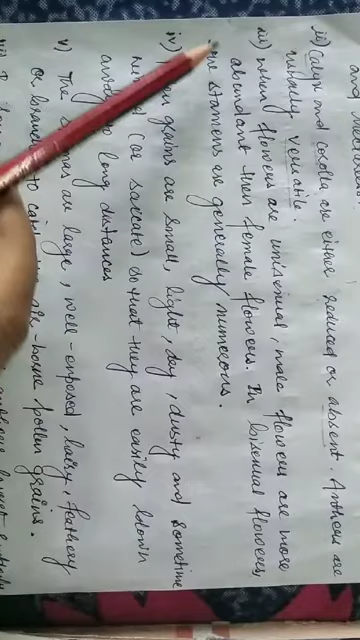 and
ii) Calyx and corolla are either reduced or absent. Anthers are
usually versatile.
iii) When flowers are unisexual, male flowers are more
abundant than female flowers. In bisexual flowers,
the stamens are generally numerous.
iv) grains are small, light, dry, dusty and sometime
(or saccate) so that they are easily blown
long distances
v) The are large, well-exposed, hairy, feathery
or air-borne pollen grains.